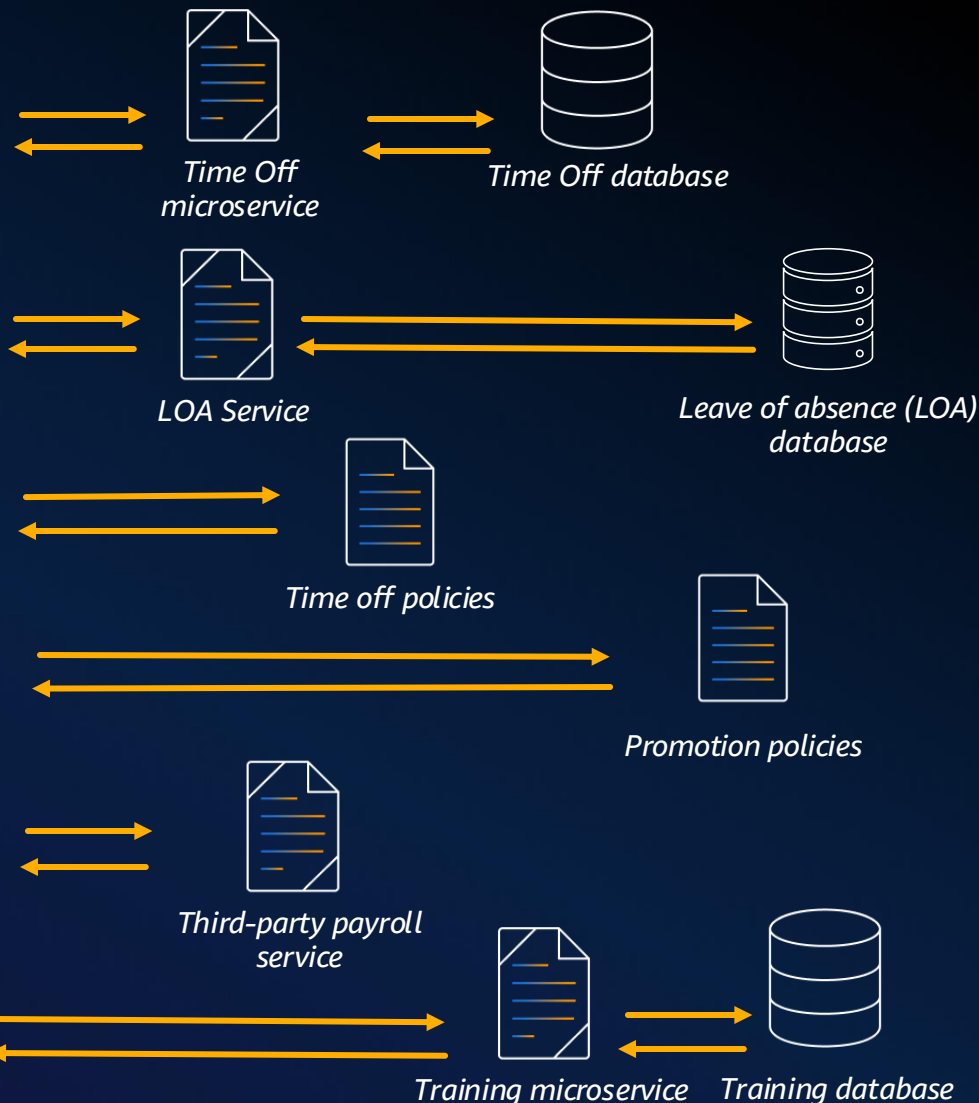 Time Off
microservice
Time Off database
LOA Service
Leave of absence (LOA)
database
Time off policies
Promotion policies
Third-party payroll
service
Training microservice
Training database